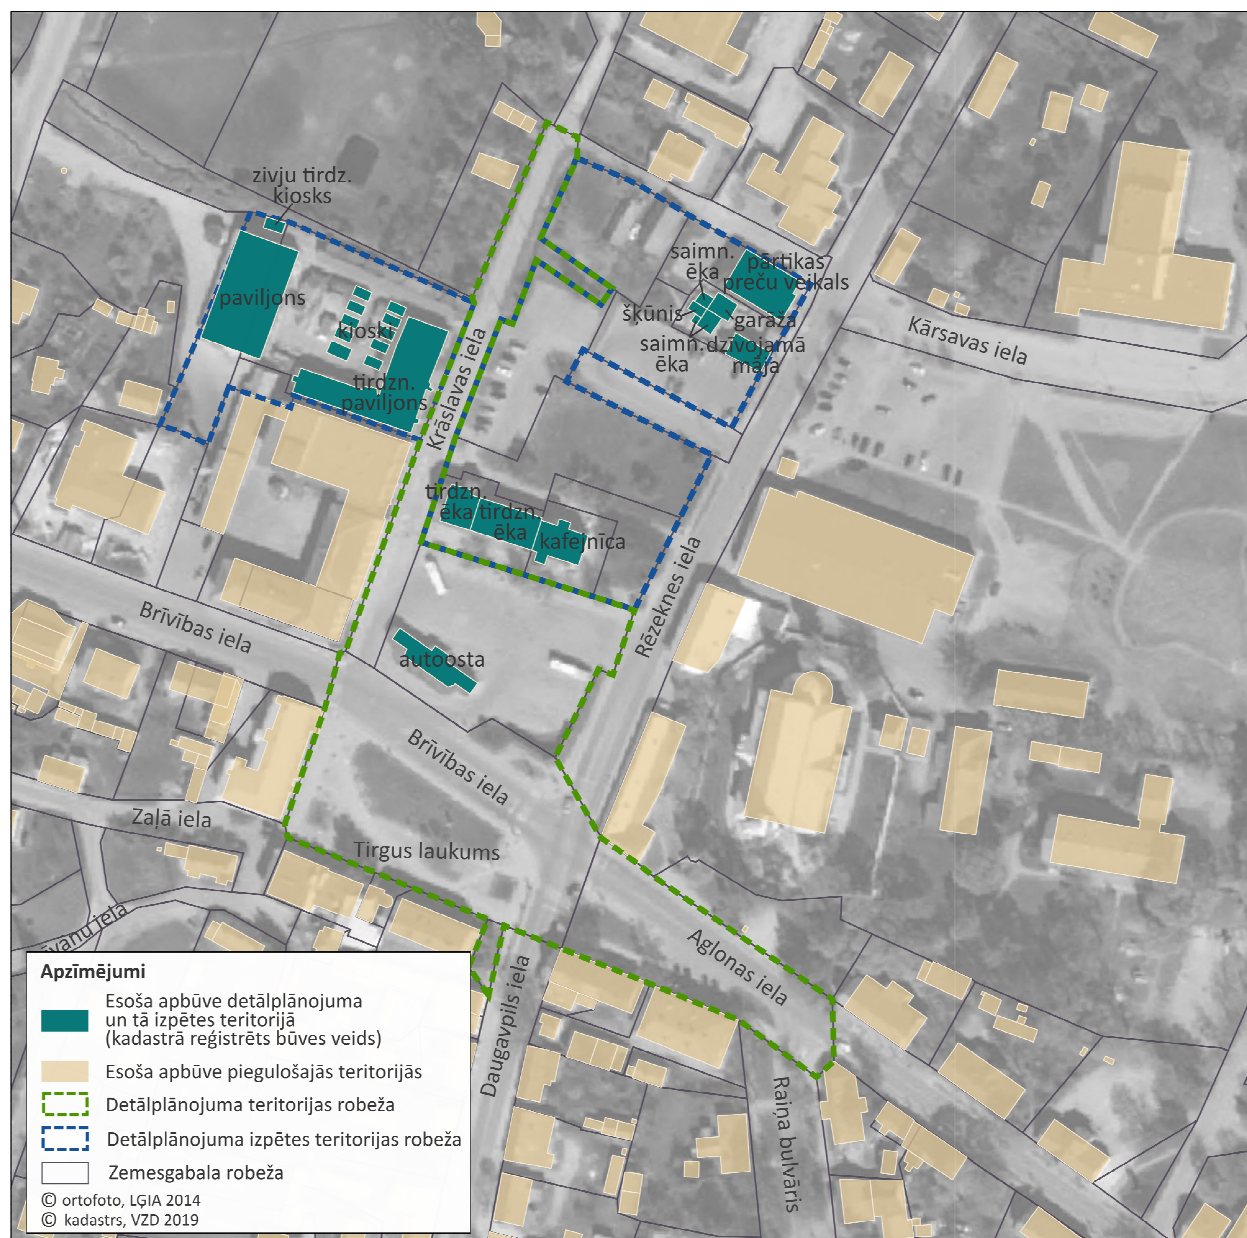 zivju tirdz.
kiosks
paviljons
kioski
tirdzn.
paviljons
Krāslavas iela
saimn.
ēka
pārtikas
preču veikals
šķūnis
garāža
saimn.
ēka
dzīvojamā
māja
Kārsavas iela
tirdzn.
ēka
tirdzn.
ēka
kafejnīca
Rēzeknes iela
Brīvības iela
autoosta
Brīvības iela
Zaļā iela
Tirgus laukums
Aglonas iela
Daugavpils iela
Raiņa bulvāris
Apzīmējumi
Esoša apbūve detālplānojuma
un tā izpētes teritorijā
(kadastrā reģistrēts būves veids)
Esoša apbūve piegulošajās teritorijās
Detālplānojuma teritorijas robeža
Detālplānojuma izpētes teritorijas robeža
Zemesgabala robeža
© ortofoto, LĢIA 2014
© kadastrs, VZD 2019